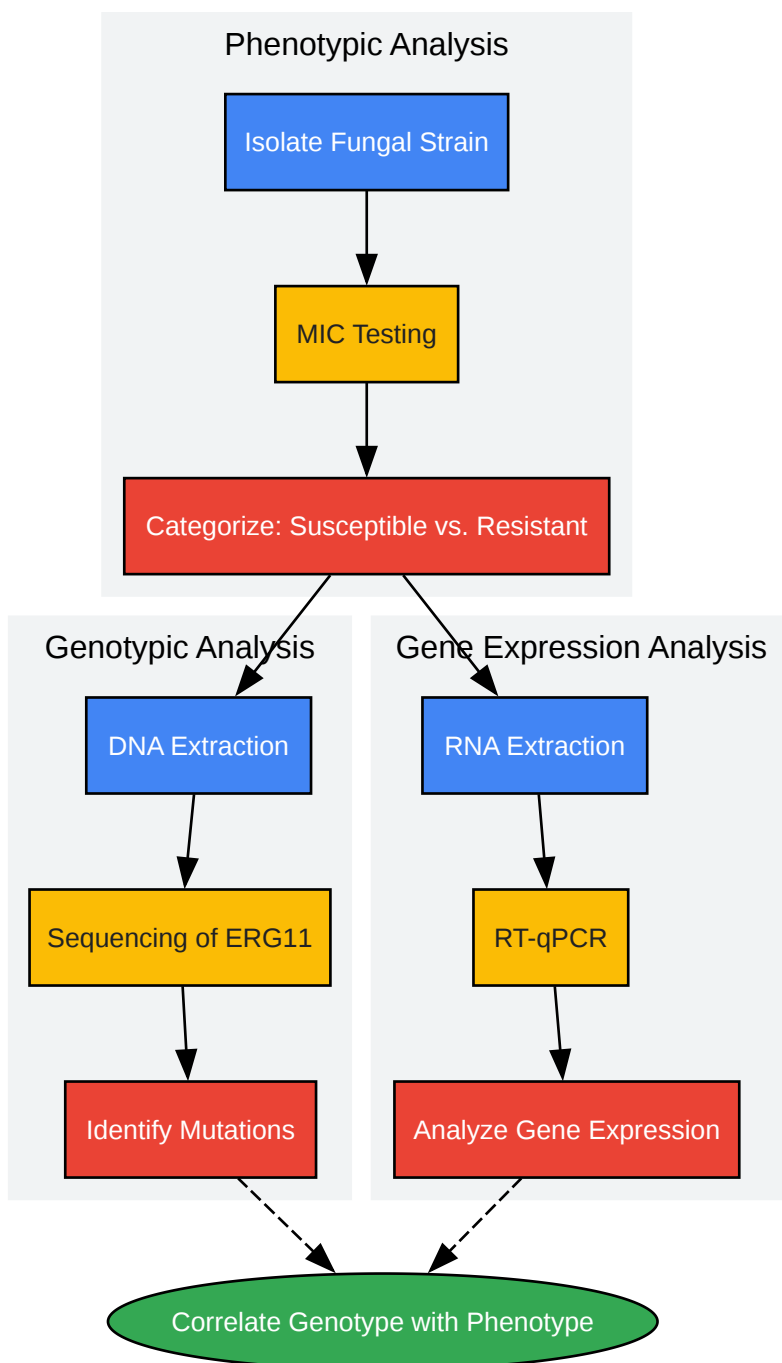 Phenotypic Analysis
Isolate Fungal Strain
MIC Testing
Categorize: Susceptible vs. Resistant
Genotypic Analysis
DNA Extraction
Sequencing of ERG11
Identify Mutations
Gene Expression Analysis
RNA Extraction
RT-qPCR
Analyze Gene Expression
Correlate Genotype with Phenotype